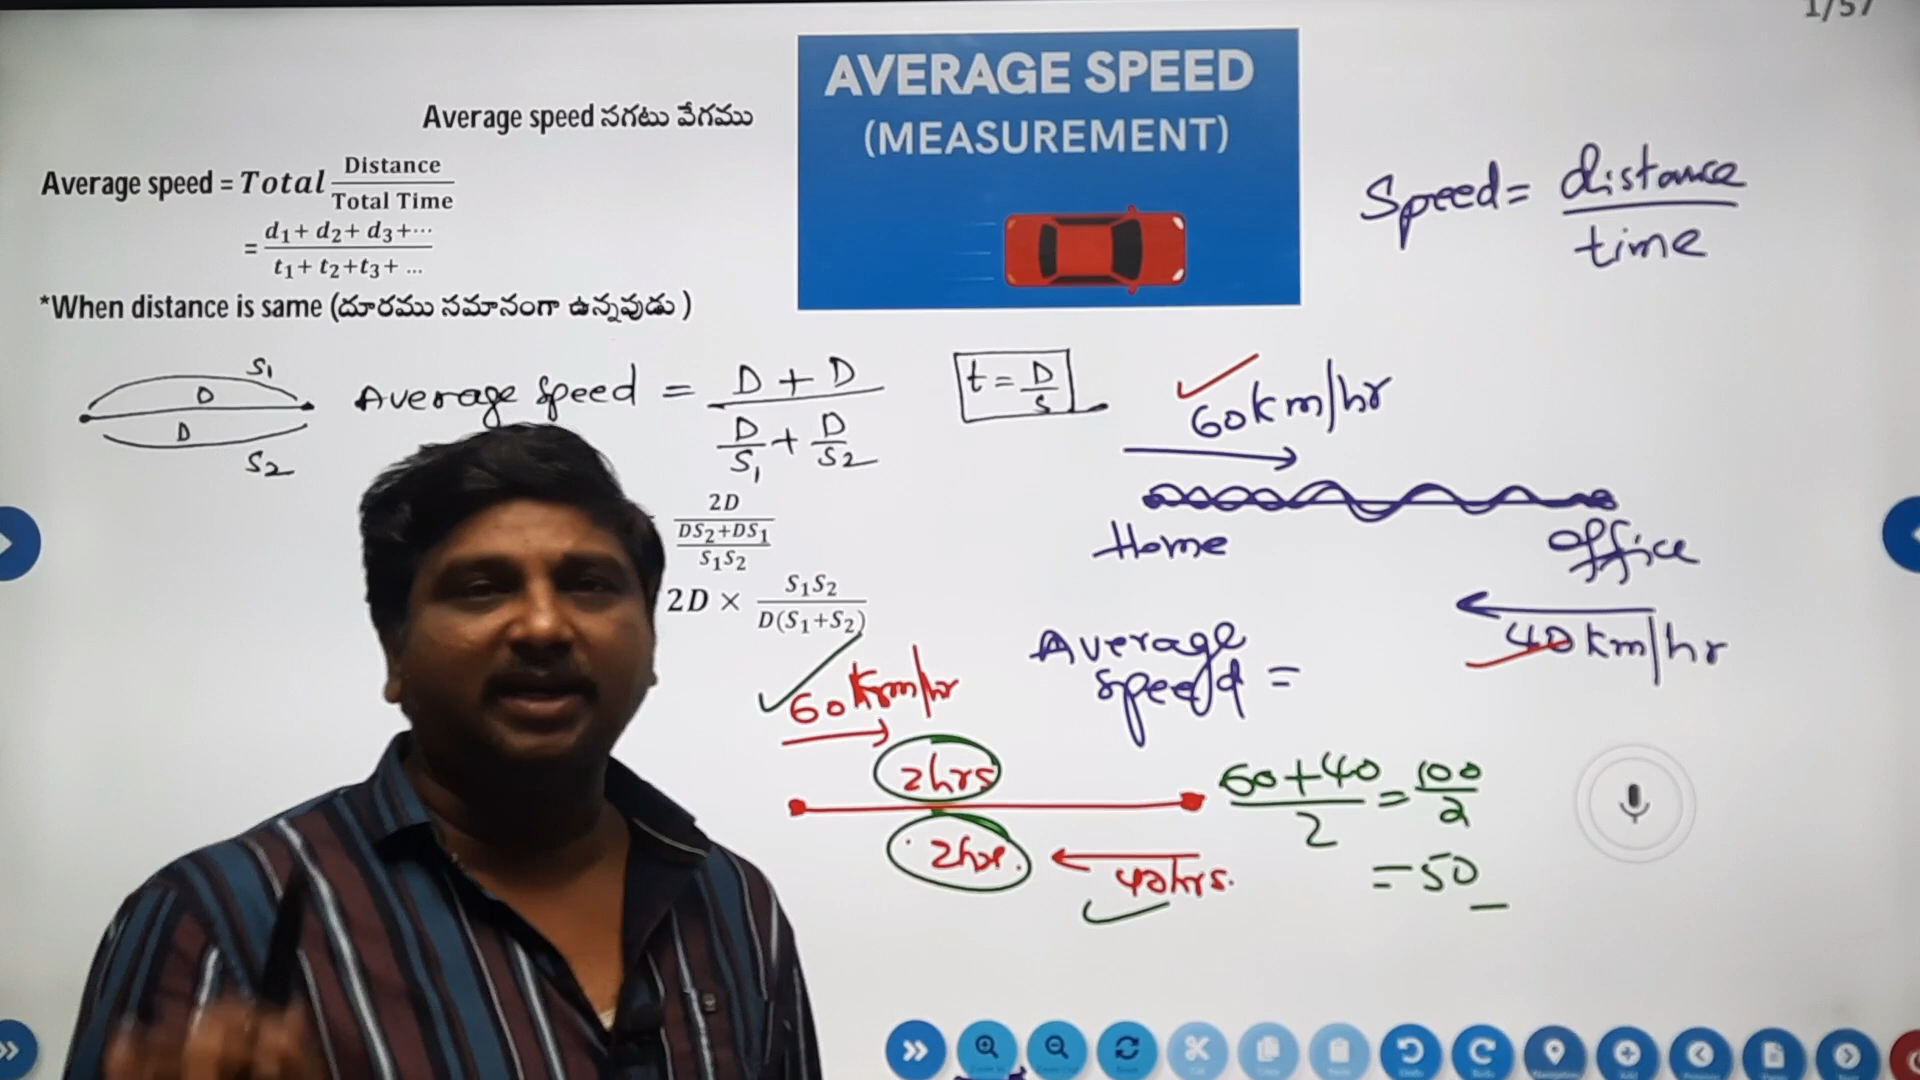 1/57
AVERAGE SPEED
(MEASUREMENT)
Average speed సగటు వేగము
Average speed = Total Distance / Total Time
= d₁+ d₂+ d₃+... / t₁+ t₂+t₃+ ...
Speed = distance / time
*When distance is same (దూరము సమానంగా ఉన్నపుడు )
S₁
D
D
S₂
Average speed = D + D / D/S₁ + D/S₂
t = D/s
2D / DS₂+DS₁ / S₁S₂
2D × S₁S₂ / D(S₁+S₂)
60km/hr
Home
office
40km/hr
Average
speed =
60km/hr
2hrs
2hr.
40hrs.
60+40 / 2 = 100 / 2
= 50